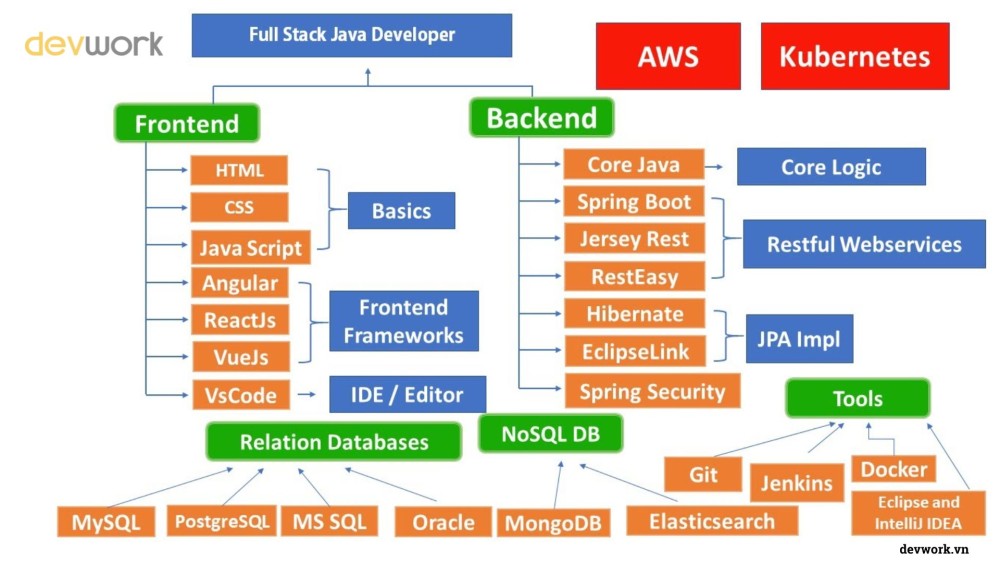 devwork
Full Stack Java Developer
AWS
Kubernetes
Frontend
Backend
HTML
CSS
Java Script
Basics
Angular
ReactJs
VueJs
Frontend
Frameworks
VsCode
IDE / Editor
Core Java
Core Logic
Spring Boot
Jersey Rest
RestEasy
Restful Webservices
Hibernate
EclipseLink
JPA Impl
Spring Security
Relation Databases
NoSQL DB
Tools
MySQL
PostgreSQL
MS SQL
Oracle
MongoDB
Elasticsearch
Git
Jenkins
Docker
Eclipse and
IntelliJ IDEA
devwork.vn